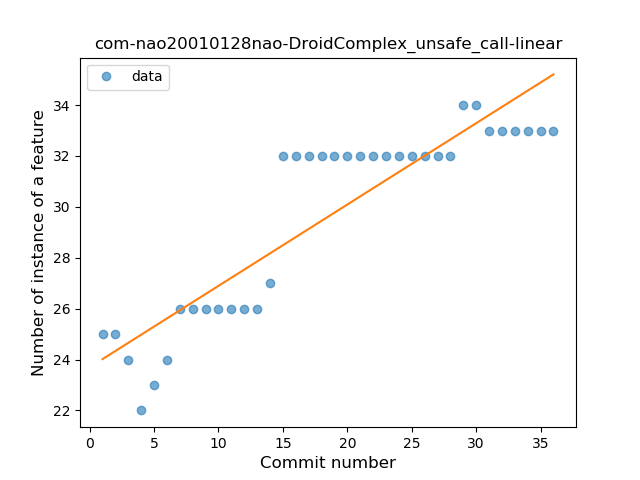 com-nao20010128nao-DroidComplex_unsafe_call-linear
data
Number of instance of a feature
34
32
30
28
26
24
22
0 5 10 15 20 25 30 35
Commit number